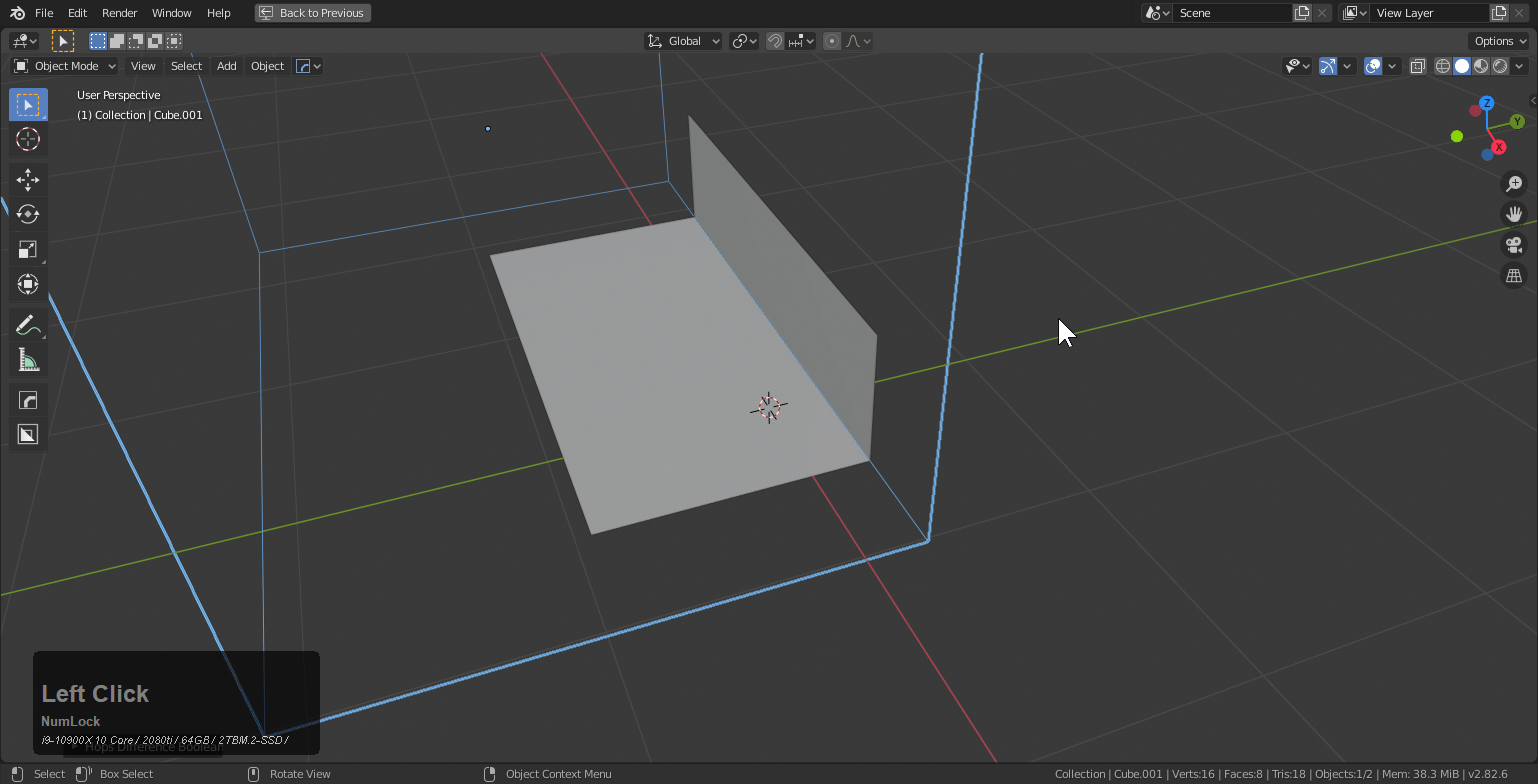 File Edit Render Window Help Back to Previous Scene View Layer
Global Options
Object Mode View Select Add Object
User Perspective
(1) Collection | Cube.001
Z
Y
X
Left Click
NumLock
i9-10900X 10 Core / 2080ti / 64GB / 2TBM.2-SSD /
Hops Difference Boolean
Select Box Select Rotate View Object Context Menu Collection | Cube.001 | Verts:16 | Faces:8 | Tris:18 | Objects:1/2 | Mem: 38.3 MiB | v2.82.6